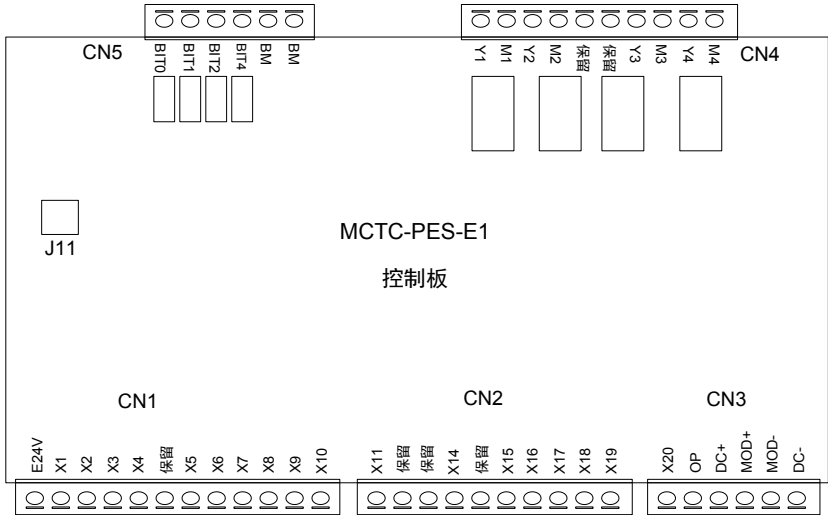 CN5
BIT0
BIT1
BIT2
BIT4
BM
BM
Y1
M1
Y2
M2
保留
保留
Y3
M3
Y4
M4
CN4
J11
MCTC-PES-E1
控制板
CN1
CN2
CN3
E24V
X1
X2
X3
X4
保留
X5
X6
X7
X8
X9
X10
X11
保留
保留
X14
保留
X15
X16
X17
X18
X19
X20
OP
DC+
MOD+
MOD-
DC-